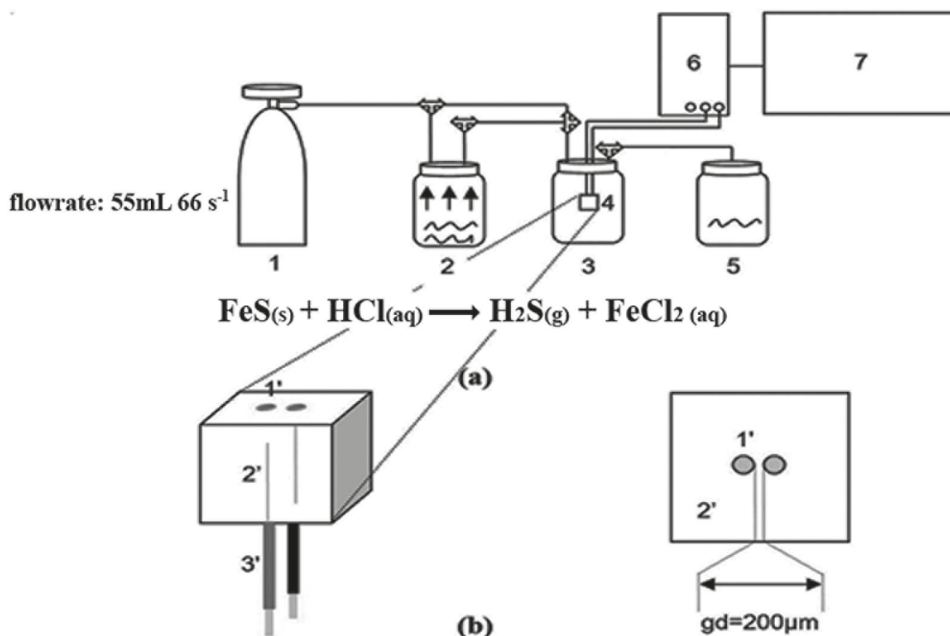 6
7
flowrate: 55mL 66 s⁻¹
4
1
2
3
5
FeS(s) + HCl(aq) ⟶ H₂S(g) + FeCl₂ (aq)
(a)
1'
2'
3'
1'
2'
gd=200μm
(b)